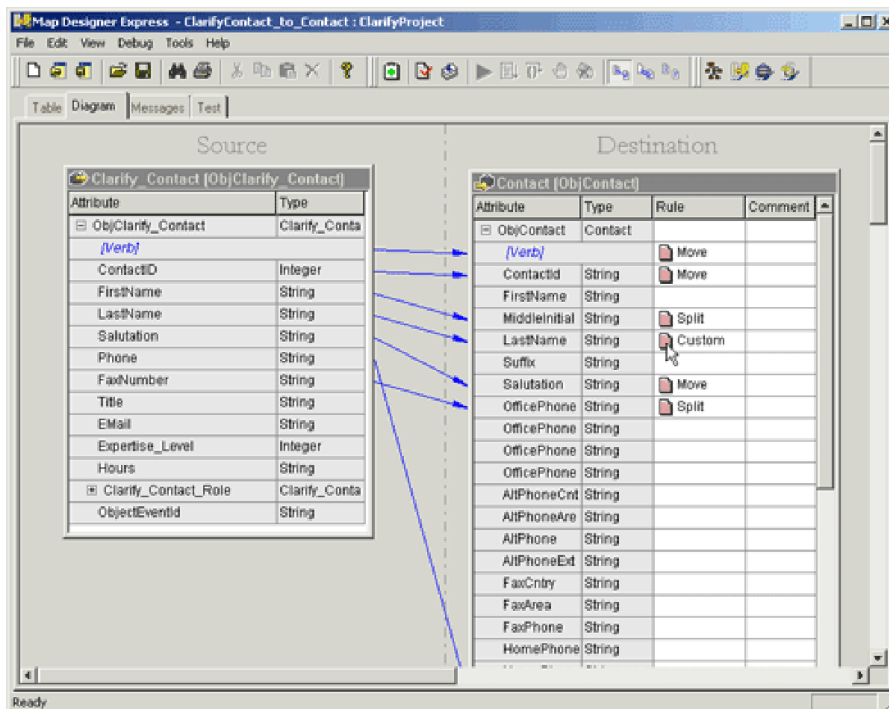 Map Designer Express - ClarifyContact_to_Contact : ClarifyProject
File Edit View Debug Tools Help
Table Diagram Messages Test
Source
Clarify_Contact [ObjClarify_Contact]
Attribute Type
ObjClarify_Contact Clarify_Conta
[Verb]
ContactID Integer
FirstName String
LastName String
Salutation String
Phone String
FaxNumber String
Title String
EMail String
Expertise_Level Integer
Hours String
Clarify_Contact_Role Clarify_Conta
ObjectEventId String
Destination
Contact [ObjContact]
Attribute Type Rule Comment
ObjContact Contact
[Verb] Move
ContactId String Move
FirstName String
MiddleInitial String Split
LastName String Custom
Suffix String
Salutation String Move
OfficePhone String Split
OfficePhone String
OfficePhone String
OfficePhone String
AltPhoneCnt String
AltPhoneAre String
AltPhone String
AltPhoneExt String
FaxCntry String
FaxArea String
FaxPhone String
HomePhone String
Ready